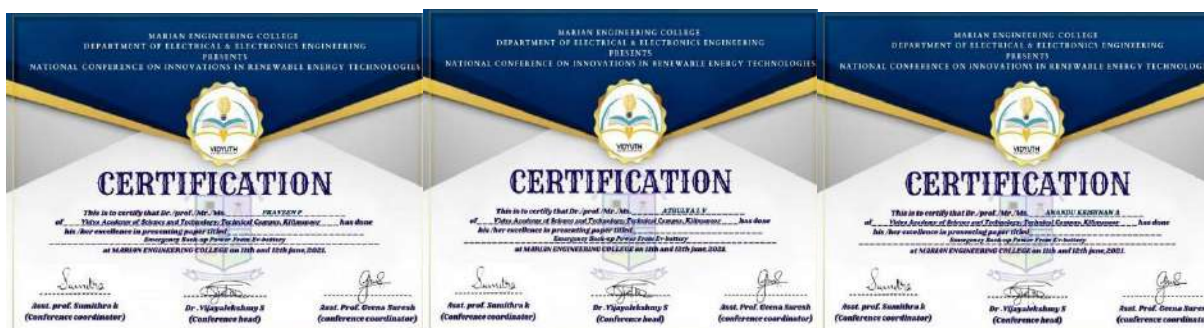 MARIAN ENGINEERING COLLEGE
DEPARTMENT OF ELECTRICAL & ELECTRONICS ENGINEERING
PRESENTS
NATIONAL CONFERENCE ON INNOVATIONS IN RENEWABLE ENERGY TECHNOLOGIES
VIDYUTH
CERTIFICATION
This is to certify that Dr./prof./Mr./Ms. PRAVEEN P
of Vidya Academy of Science and Technology Technical Campus, Kilimanoor has done
his /her excellence in presenting paper titled
Emergency Back-up Power From Ev-battery
at MARIAN ENGINEERING COLLEGE on 11th and 12th june, 2021.
Asst. prof. Sumithra k
(Conference coordinator)
Dr .Vijayalekshmy S
(Conference head)
Asst. Prof. Geena Suresh
(conference coordinator)
MARIAN ENGINEERING COLLEGE
DEPARTMENT OF ELECTRICAL & ELECTRONICS ENGINEERING
PRESENTS
NATIONAL CONFERENCE ON INNOVATIONS IN RENEWABLE ENERGY TECHNOLOGIES
VIDYUTH
CERTIFICATION
This is to certify that Dr./prof./Mr./Ms.
of Vidya Academy of Science and Technology Technical Campus, Kilimanoor has done
his /her excellence in presenting paper titled
Emergency Back-up Power From Ev-battery
at MARIAN ENGINEERING COLLEGE on 11th and 12th june, 2021.
Asst. prof. Sumithra k
(Conference coordinator)
Dr .Vijayalekshmy S
(Conference head)
Asst. Prof. Geena Suresh
(conference coordinator)
MARIAN ENGINEERING COLLEGE
DEPARTMENT OF ELECTRICAL & ELECTRONICS ENGINEERING
PRESENTS
NATIONAL CONFERENCE ON INNOVATIONS IN RENEWABLE ENERGY TECHNOLOGI
VIDYUTH
CERTIFICATION
This is to certify that Dr./prof./Mr./Ms. ANANDU KRISHNAN A
of Vidya Academy of Science and Technology Technical Campus, Kilimanoor has done
his /her excellence in presenting paper titled
Emergency Back-up Power From Ev-battery
at MARIAN ENGINEERING COLLEGE on 11th and 12th june, 2021.
Asst. prof. Sumithra k
(Conference coordinator)
Dr .Vijayalekshmy S
(Conference head)
Asst. Prof. Geena Suresh
(conference coordinator)